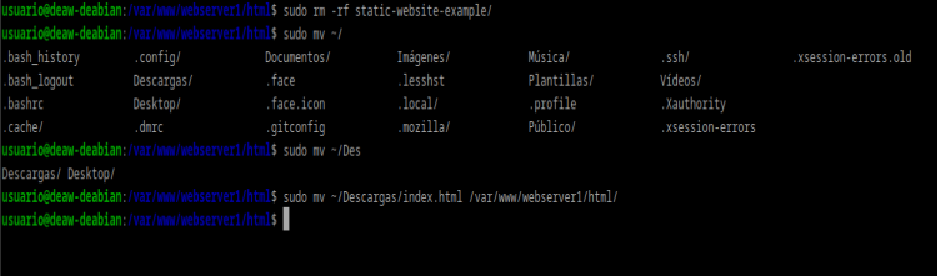 usuario@deaw-deabian:/var/www/webserver1/html$ sudo rm -rf static-website-example/
usuario@deaw-deabian:/var/www/webserver1/html$ sudo mv ~/
.bash_history .config/ Documentos/ Imágenes/ Música/ .ssh/ .xsession-errors.old
.bash_logout Descargas/ .face .lesshst Plantillas/ Vídeos/
.bashrc Desktop/ .face.icon .local/ .profile .Xauthority
.cache/ .dmrc .gitconfig .mozilla/ Público/ .xsession-errors
usuario@deaw-deabian:/var/www/webserver1/html$ sudo mv ~/Des
Descargas/ Desktop/
usuario@deaw-deabian:/var/www/webserver1/html$ sudo mv ~/Descargas/index.html /var/www/webserver1/html/
usuario@deaw-deabian:/var/www/webserver1/html$